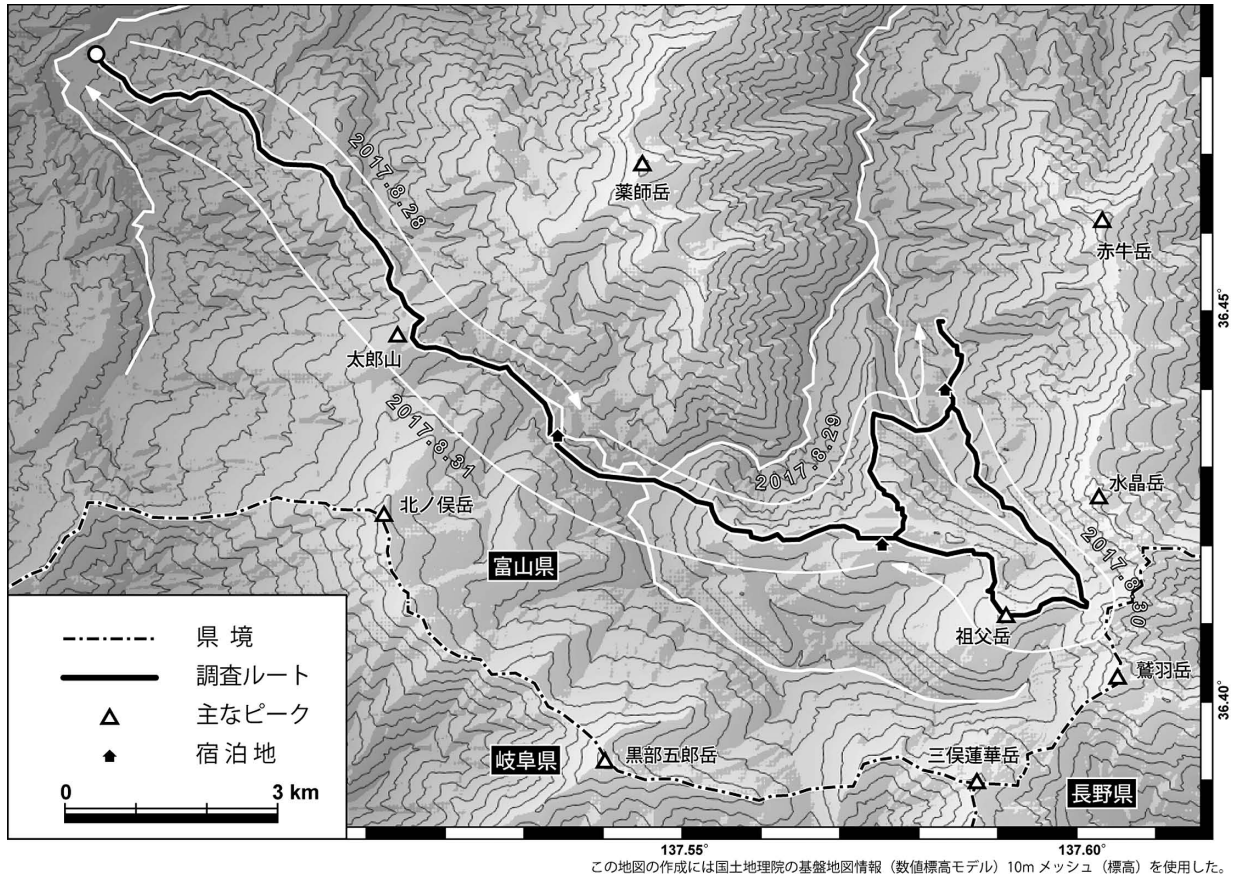 2017.8.28
薬師岳
赤牛岳
36.45°
太郎山
2017.8.31
2017.8.29
水晶岳
北ノ俣岳
2017.8.30
富山県
祖父岳
鷲羽岳
36.40°
県 境
調査ルート
主なピーク
宿 泊 地
0 3 km
岐阜県
黒部五郎岳
三俣蓮華岳
長野県
137.55°
137.60°
この地図の作成には国土地理院の基盤地図情報（数値標高モデル）10m メッシュ（標高）を使用した。